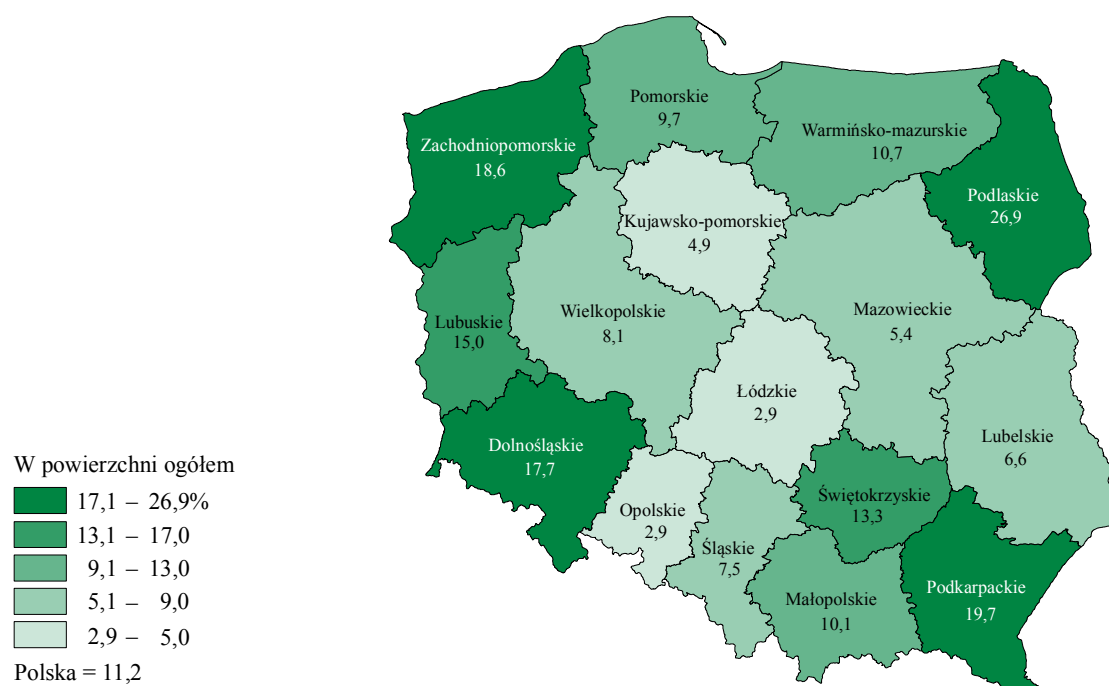 Pomorskie
9,7
Warmińsko-mazurskie
10,7
Zachodniopomorskie
18,6
Podlaskie
26,9
Kujawsko-pomorskie
4,9
Wielkopolskie
8,1
Mazowieckie
5,4
Lubuskie
15,0
Łódzkie
2,9
Lubelskie
6,6
Dolnośląskie
17,7
Świętokrzyskie
13,3
Opolskie
2,9
Śląskie
7,5
Małopolskie
10,1
Podkarpackie
19,7
W powierzchni ogółem
17,1 – 26,9%
13,1 – 17,0
9,1 – 13,0
5,1 – 9,0
2,9 – 5,0
Polska = 11,2